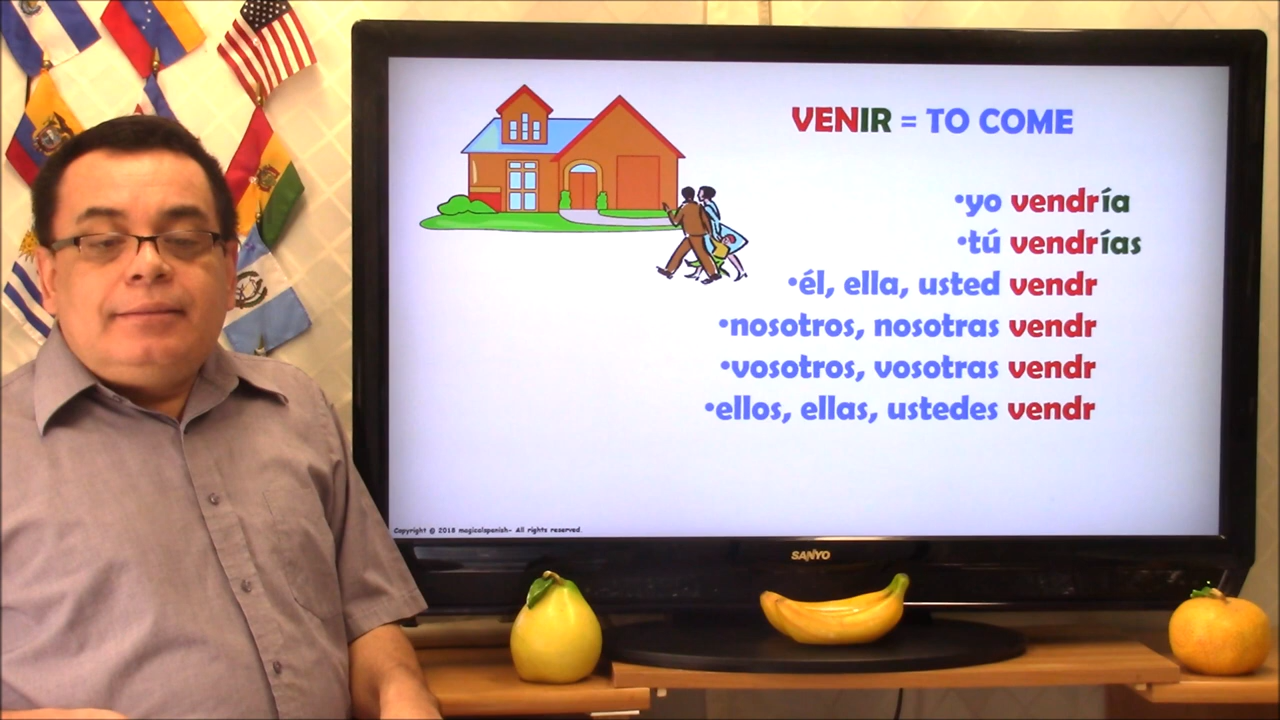 VENIR = TO COME
•yo vendría
•tú vendrías
•él, ella, usted vendr
•nosotros, nosotras vendr
•vosotros, vosotras vendr
•ellos, ellas, ustedes vendr
Copyright © 2018 magicalspanish- All rights reserved.
SANYO